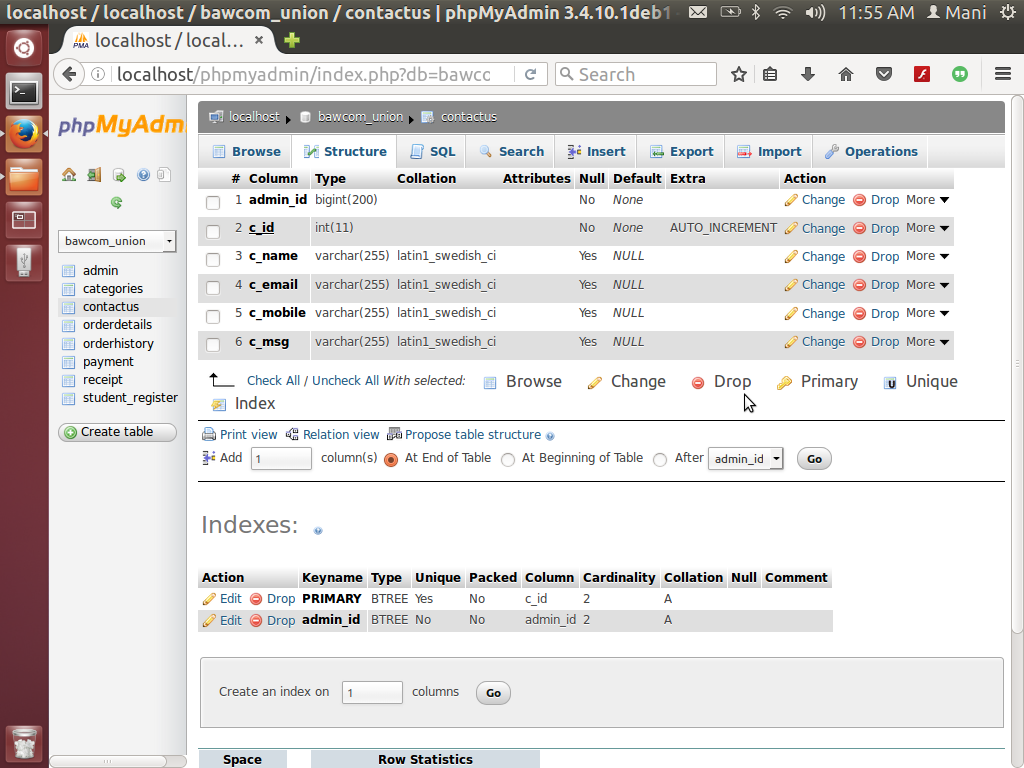 localhost / localhost / bawcom_union / contactus | phpMyAdmin 3.4.10.1deb1 11:55 AM Mani
PMA localhost / local... ×
localhost/phpmyadmin/index.php?db=bawco Search
phpMyAdm
localhost bawcom_union contactus
Browse Structure SQL Search Insert Export Import Operations
# Column Type Collation Attributes Null Default Extra Action
1 admin_id bigint(200) No None Change Drop More
2 c_id int(11) No None AUTO_INCREMENT Change Drop More
3 c_name varchar(255) latin1_swedish_ci Yes NULL Change Drop More
4 c_email varchar(255) latin1_swedish_ci Yes NULL Change Drop More
5 c_mobile varchar(255) latin1_swedish_ci Yes NULL Change Drop More
6 c_msg varchar(255) latin1_swedish_ci Yes NULL Change Drop More
bawcom_union
admin
categories
contactus
orderdetails
orderhistory
payment
receipt
student_register
Create table
Check All / Uncheck All With selected: Browse Change Drop Primary Unique
Index
Print view Relation view Propose table structure
Add 1 column(s) At End of Table At Beginning of Table After admin_id Go
Indexes:
Action Keyname Type Unique Packed Column Cardinality Collation Null Comment
Edit Drop PRIMARY BTREE Yes No c_id 2 A
Edit Drop admin_id BTREE No No admin_id 2 A
Create an index on 1 columns Go
Space Row Statistics